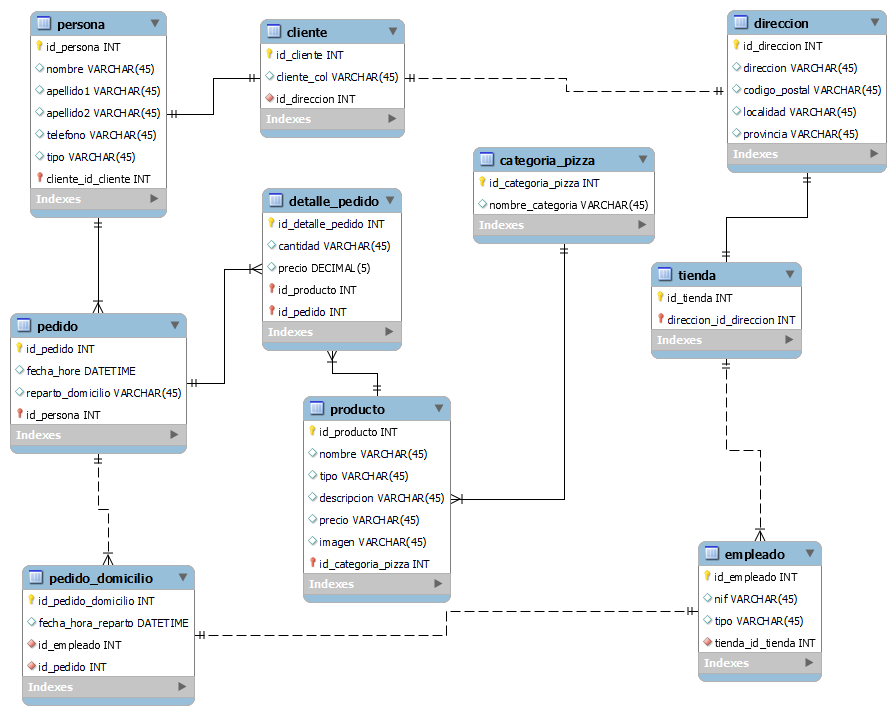 persona
id_persona INT
nombre VARCHAR(45)
apellido1 VARCHAR(45)
apellido2 VARCHAR(45)
telefono VARCHAR(45)
tipo VARCHAR(45)
cliente_id_cliente INT
Indexes
cliente
id_cliente INT
cliente_col VARCHAR(45)
id_direccion INT
Indexes
direccion
id_direccion INT
direccion VARCHAR(45)
codigo_postal VARCHAR(45)
localidad VARCHAR(45)
provincia VARCHAR(45)
Indexes
categoria_pizza
id_categoria_pizza INT
nombre_categoria VARCHAR(45)
Indexes
detalle_pedido
id_detalle_pedido INT
cantidad VARCHAR(45)
precio DECIMAL(5)
id_producto INT
id_pedido INT
Indexes
tienda
id_tienda INT
direccion_id_direccion INT
Indexes
pedido
id_pedido INT
fecha_hore DATETIME
reparto_domicilio VARCHAR(45)
id_persona INT
Indexes
producto
id_producto INT
nombre VARCHAR(45)
tipo VARCHAR(45)
descripcion VARCHAR(45)
precio VARCHAR(45)
imagen VARCHAR(45)
id_categoria_pizza INT
Indexes
empleado
id_empleado INT
nif VARCHAR(45)
tipo VARCHAR(45)
tienda_id_tienda INT
Indexes
pedido_domicilio
id_pedido_domicilio INT
fecha_hora_reparto DATETIME
id_empleado INT
id_pedido INT
Indexes